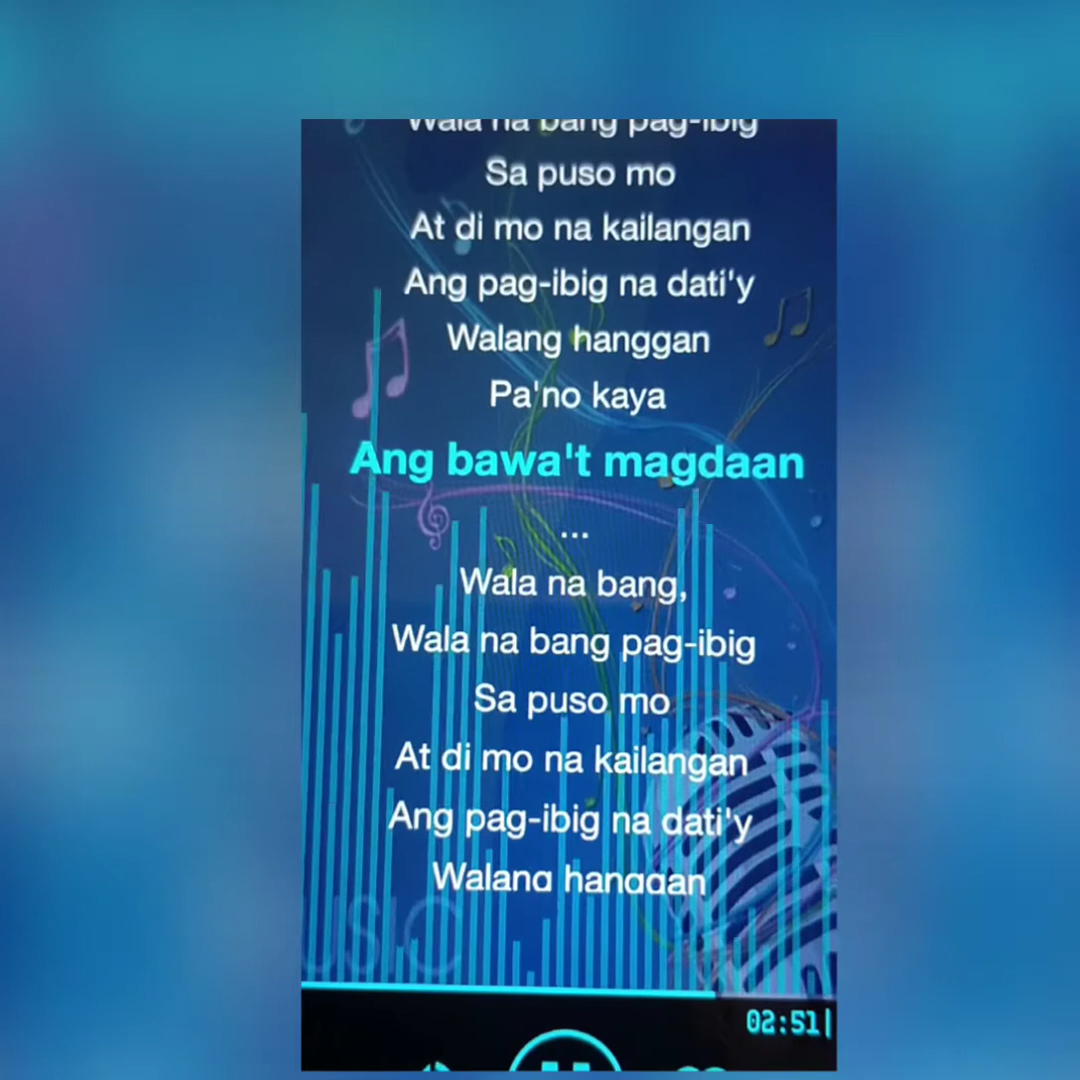 Wala na bang pag-ibig
Sa puso mo
At di mo na kailangan
Ang pag-ibig na dati'y
Walang hanggan
Pa'no kaya
Ang bawa't magdaan
...
Wala na bang,
Wala na bang pag-ibig
Sa puso mo
At di mo na kailangan
Ang pag-ibig na dati'y
Walang hanggan
USIC
02:51